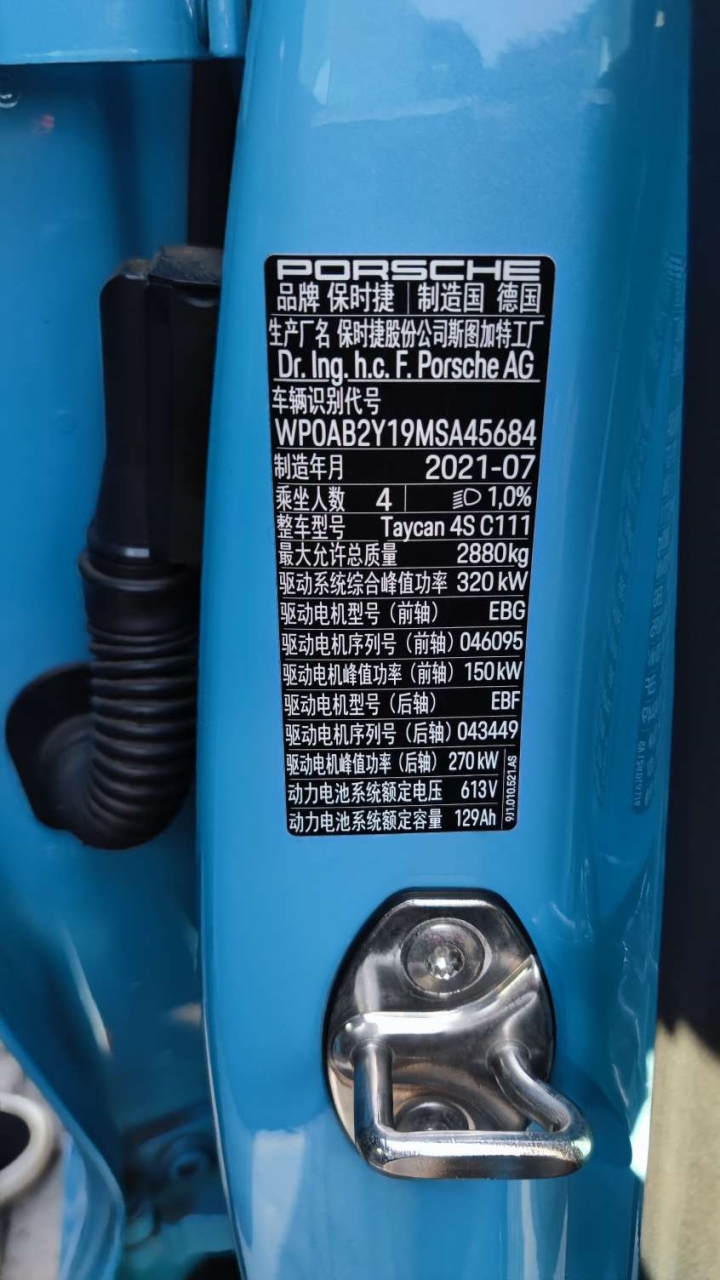 PORSCHE
品牌 保时捷 制造国 德国
生产厂名 保时捷股份公司斯图加特工厂
Dr. Ing. h.c. F. Porsche AG
车辆识别代号
WP0AB2Y19MSA45684
制造年月 2021-07
乘坐人数 4 1,0%
整车型号 Taycan 4S C111
最大允许总质量 2880kg
驱动系统综合峰值功率 320 kW
驱动电机型号（前轴） EBG
驱动电机序列号（前轴） 046095
驱动电机峰值功率（前轴） 150 kW
驱动电机型号（后轴） EBF
驱动电机序列号（后轴） 043449
驱动电机峰值功率（后轴） 270 kW
动力电池系统额定电压 613V
动力电池系统额定容量 129Ah
9J1.010.521.AS